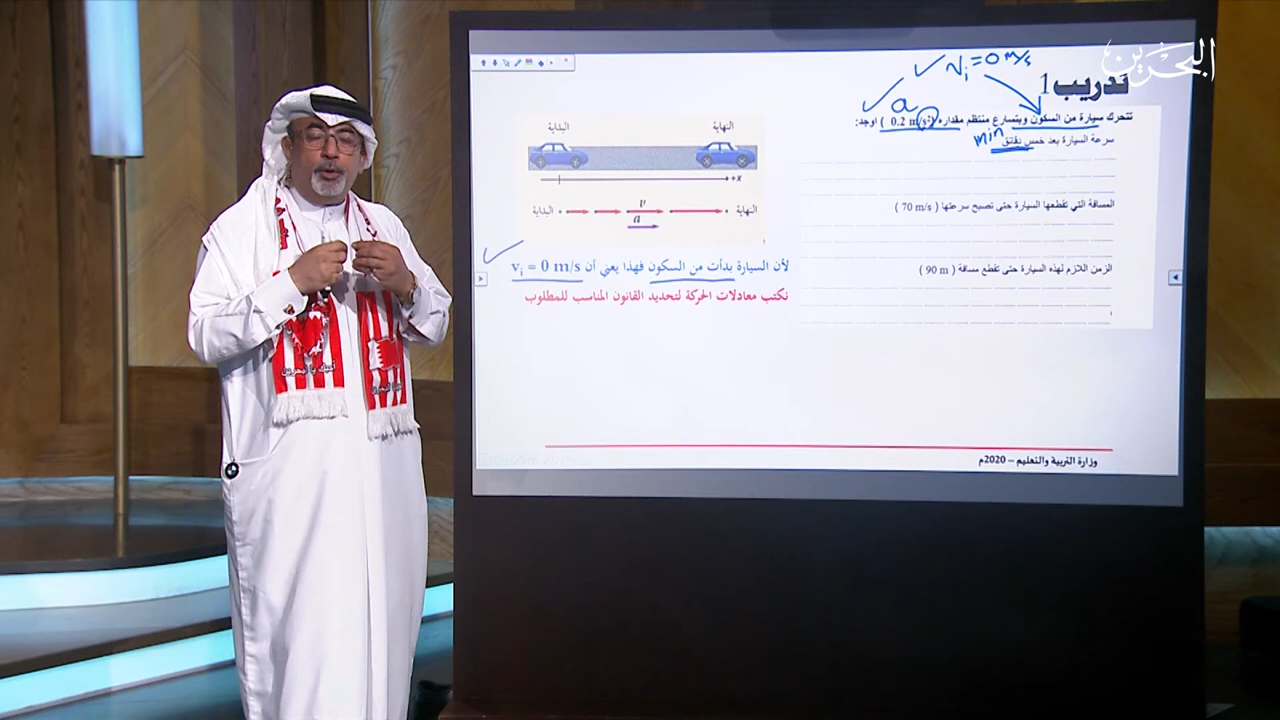 البحرين
تدريب 1
✓ Vi = 0 m/s
✓ a
تتحرك سيارة من السكون وبتسارع منتظم مقداره ( 0.2 m/s² ) اوجد:
سرعة السيارة بعد خمس دقائق
min
المسافة التي تقطعها السيارة حتى تصبح سرعتها ( 70 m/s )
الزمن اللازم لهذه السيارة حتى تقطع مسافة ( 90 m )
البداية
النهاية
+x
البداية
v
a
النهاية
لأن السيارة بدأت من السكون فهذا يعني أن vi = 0 m/s
نكتب معادلات الحركة لتحديد القانون المناسب للمطلوب
وزارة التربية والتعليم – 2020م